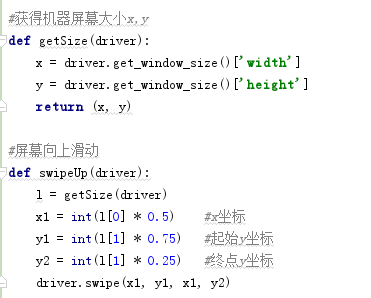 #获得机器屏幕大小x,y
def getSize(driver):
    x = driver.get_window_size()['width']
    y = driver.get_window_size()['height']
    return (x, y)
#屏幕向上滑动
def swipeUp(driver):
    l = getSize(driver)
    x1 = int(l[0] * 0.5)    #x坐标
    y1 = int(l[1] * 0.75)   #起始y坐标
    y2 = int(l[1] * 0.25)   #终点y坐标
    driver.swipe(x1, y1, x1, y2)